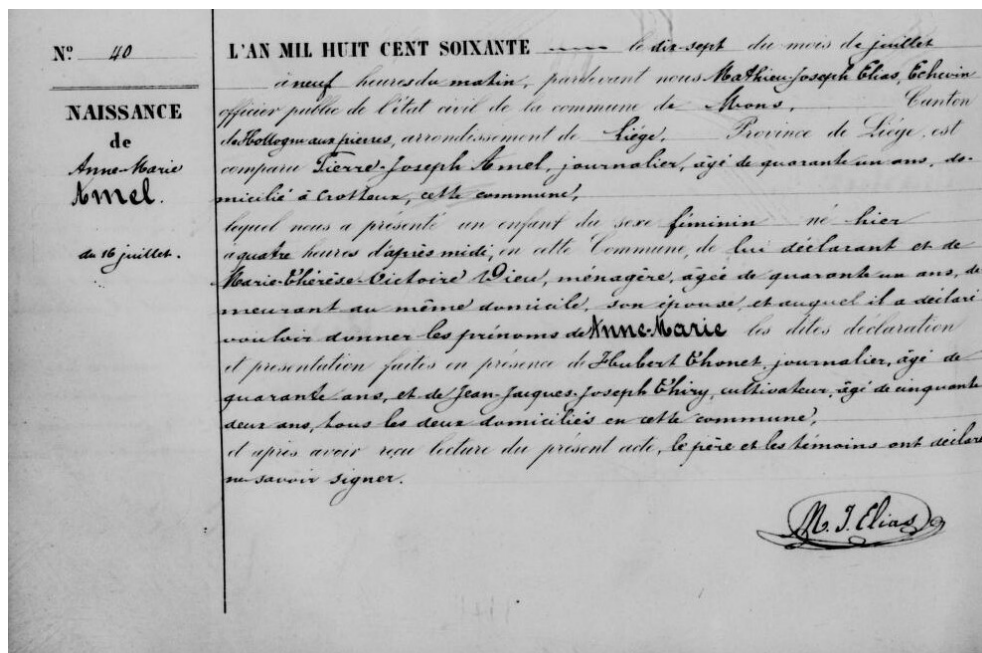 N° 40
NAISSANCE
de
Anne-Marie
Amel.
du 16 juillet.
L'AN MIL HUIT CENT SOIXANTE ---- le dix-sept du mois de juillet
à neuf heures du matin, pardevant nous Mathieu-Joseph Elias, Echevin
officier public de l'état civil de la commune de Mons, Canton
de Hollogne aux pierres, arrondissement de Liége, Province de Liége, est
comparu Pierre-Joseph Amel, journalier, âgé de quarante un ans, do-
micilié à Crotteux, cette commune,
lequel nous a présenté un enfant du sexe féminin né hier
à quatre heures d'après midi, en cette Commune, de lui déclarant et de
Marie-Thérèse-Victoire Dieu, ménagère, âgée de quarante un ans, de
meurant au même domicile, son épouse, et auquel il a déclaré
vouloir donner les prénoms de Anne-Marie les dites déclaration
et présentation faites en présence de Hubert Thonet, journalier, âgé de
quarante ans, et de Jean-Jacques-Joseph Thiry, cultivateur, âgé de cinquante
deux ans, tous les deux domiciliés en cette commune,
et après avoir reçu lecture du présent acte, le père et les témoins ont déclaré
ne savoir signer.
M. J. Elias